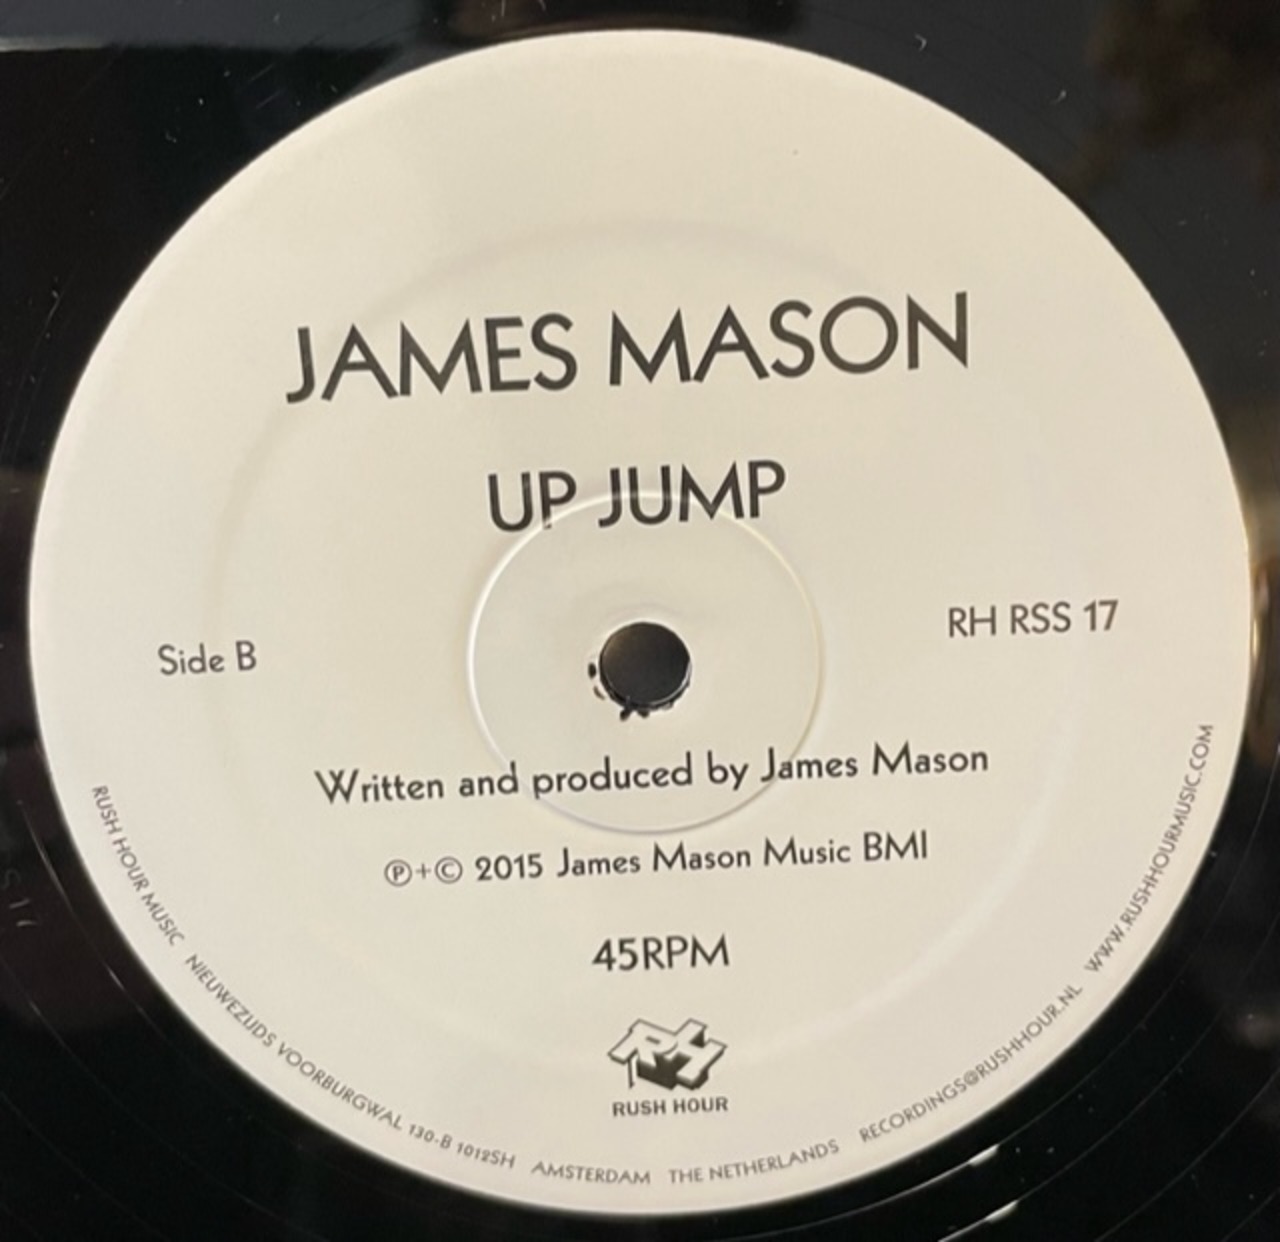 JAMES MASON
UP JUMP
Side B
RH RSS 17
Written and produced by James Mason
℗+© 2015 James Mason Music BMI
45RPM
RH
RUSH HOUR
RUSH HOUR MUSIC NIEUWEZIJDS VOORBURGWAL 130-B 1012SH AMSTERDAM THE NETHERLANDS RECORDINGS@RUSHHOUR.NL WWW.RUSHHOURMUSIC.COM